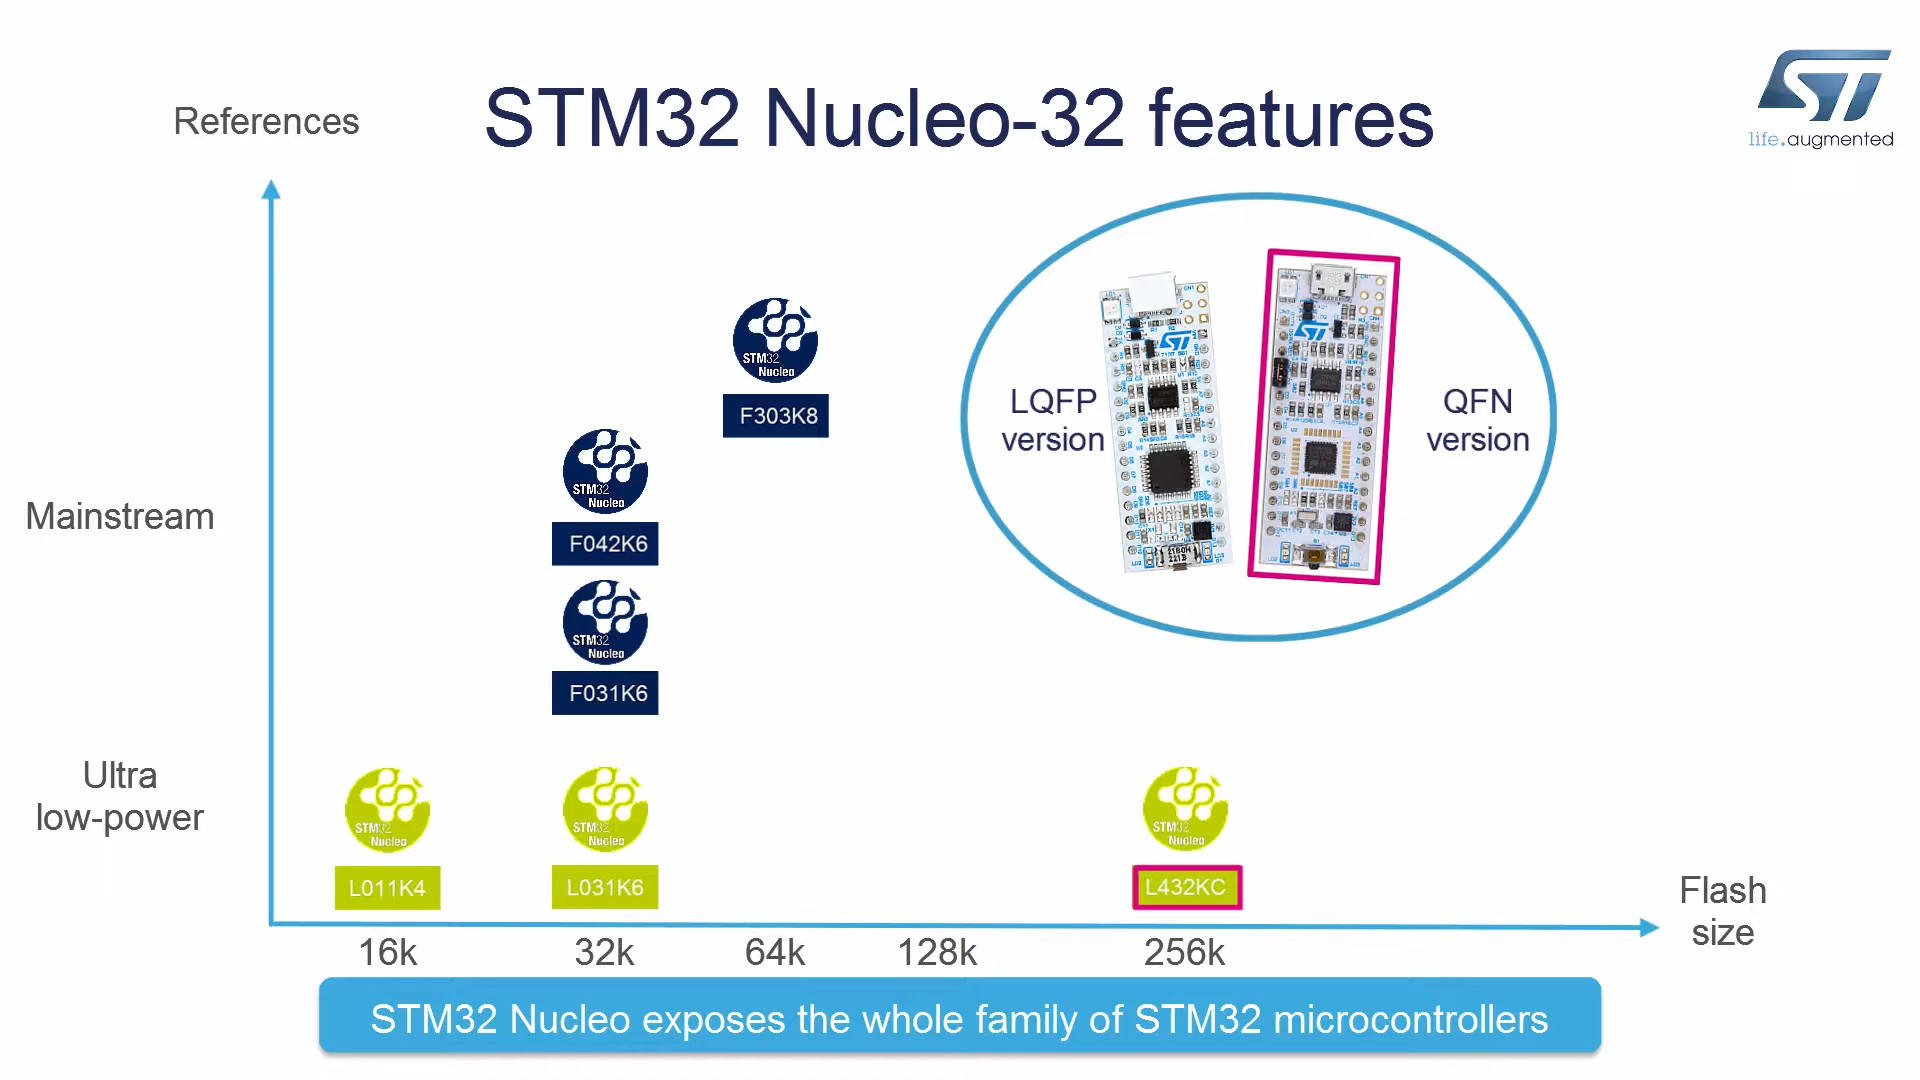 STM32 Nucleo-32 features
ST
life.augmented
References
STM32
Nucleo
F303K8
LQFP
version
QFN
version
STM32
Nucleo
F042K6
Mainstream
STM32
Nucleo
F031K6
Ultra
low-power
STM32
Nucleo
L011K4
STM32
Nucleo
L031K6
STM32
Nucleo
L432KC
Flash
size
16k
32k
64k
128k
256k
STM32 Nucleo exposes the whole family of STM32 microcontrollers